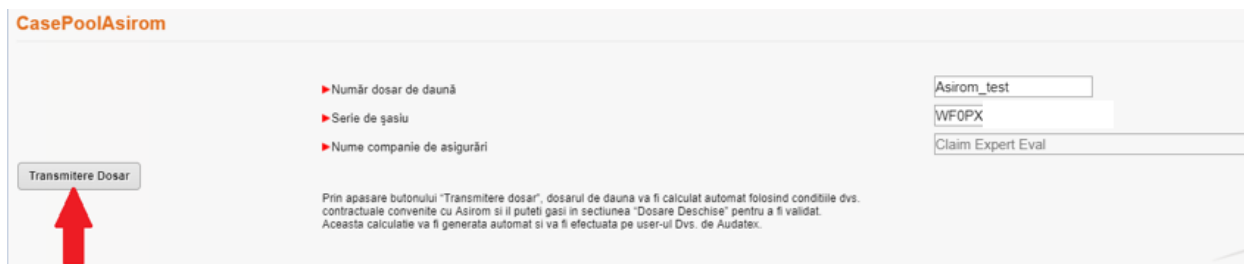 CasePoolAsirom
Număr dosar de daună
Asirom_test
Serie de șasiu
WF0PX
Nume companie de asigurări
Claim Expert Eval
Transmitere Dosar
Prin apasare butonului "Transmitere dosar", dosarul de dauna va fi calculat automat folosind conditiile dvs.
contractuale convenite cu Asirom si il puteti gasi in sectiunea "Dosare Deschise" pentru a fi validat.
Aceasta calculatie va fi generata automat si va fi efectuata pe user-ul Dvs. de Audatex.